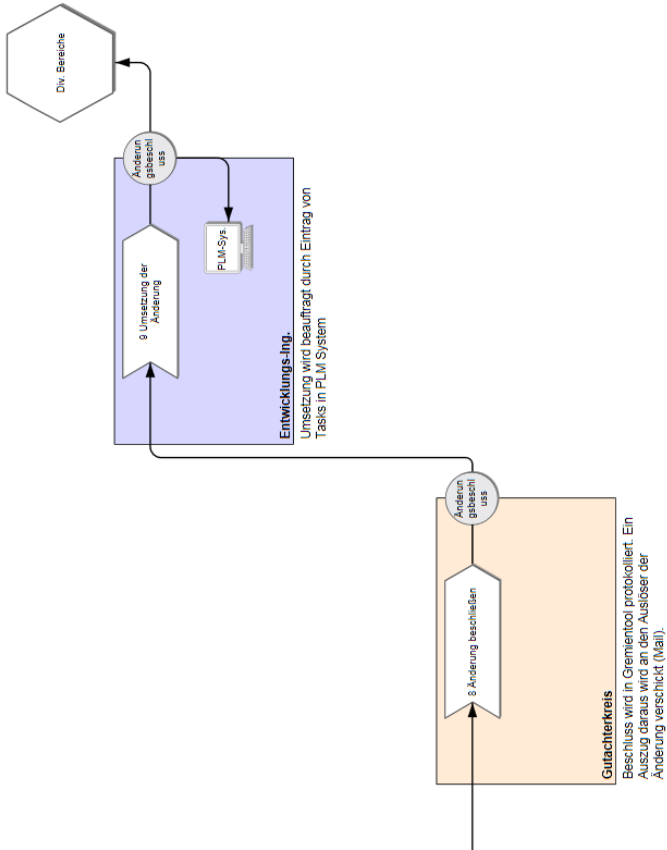 8 Änderung beschließen
Änderun
gsbeschl
uss
Gutachterkreis
Beschluss wird in Gremientool protokolliert. Ein
Auszug daraus wird an den Auslöser der
Änderung verschickt (Mail).
9 Umsetzung der
Änderung
Änderun
gsbeschl
uss
PLM-Sys.
Entwicklungs-Ing.
Umsetzung wird beauftragt durch Eintrag von
Tasks in PLM System
Div. Bereiche